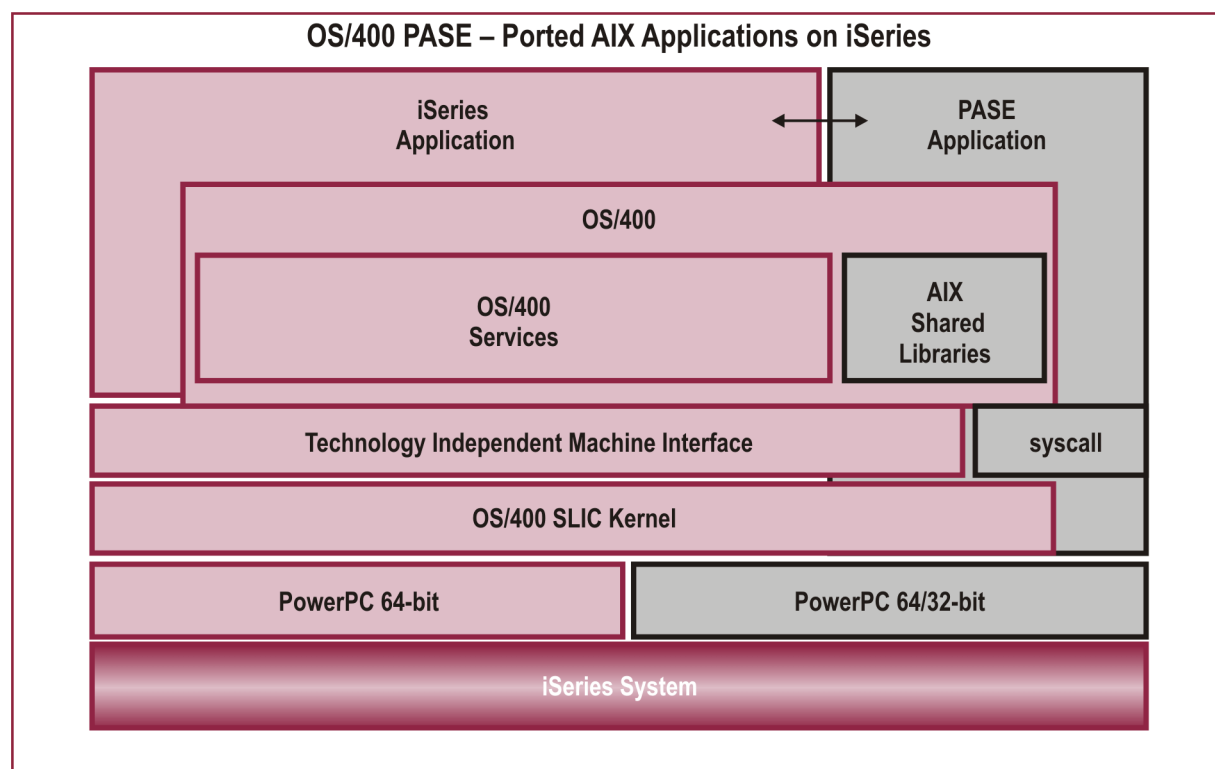 OS/400 PASE – Ported AIX Applications on iSeries
iSeries
Application
PASE
Application
OS/400
OS/400
Services
AIX
Shared
Libraries
Technology Independent Machine Interface
syscall
OS/400 SLIC Kernel
PowerPC 64-bit
PowerPC 64/32-bit
iSeries System